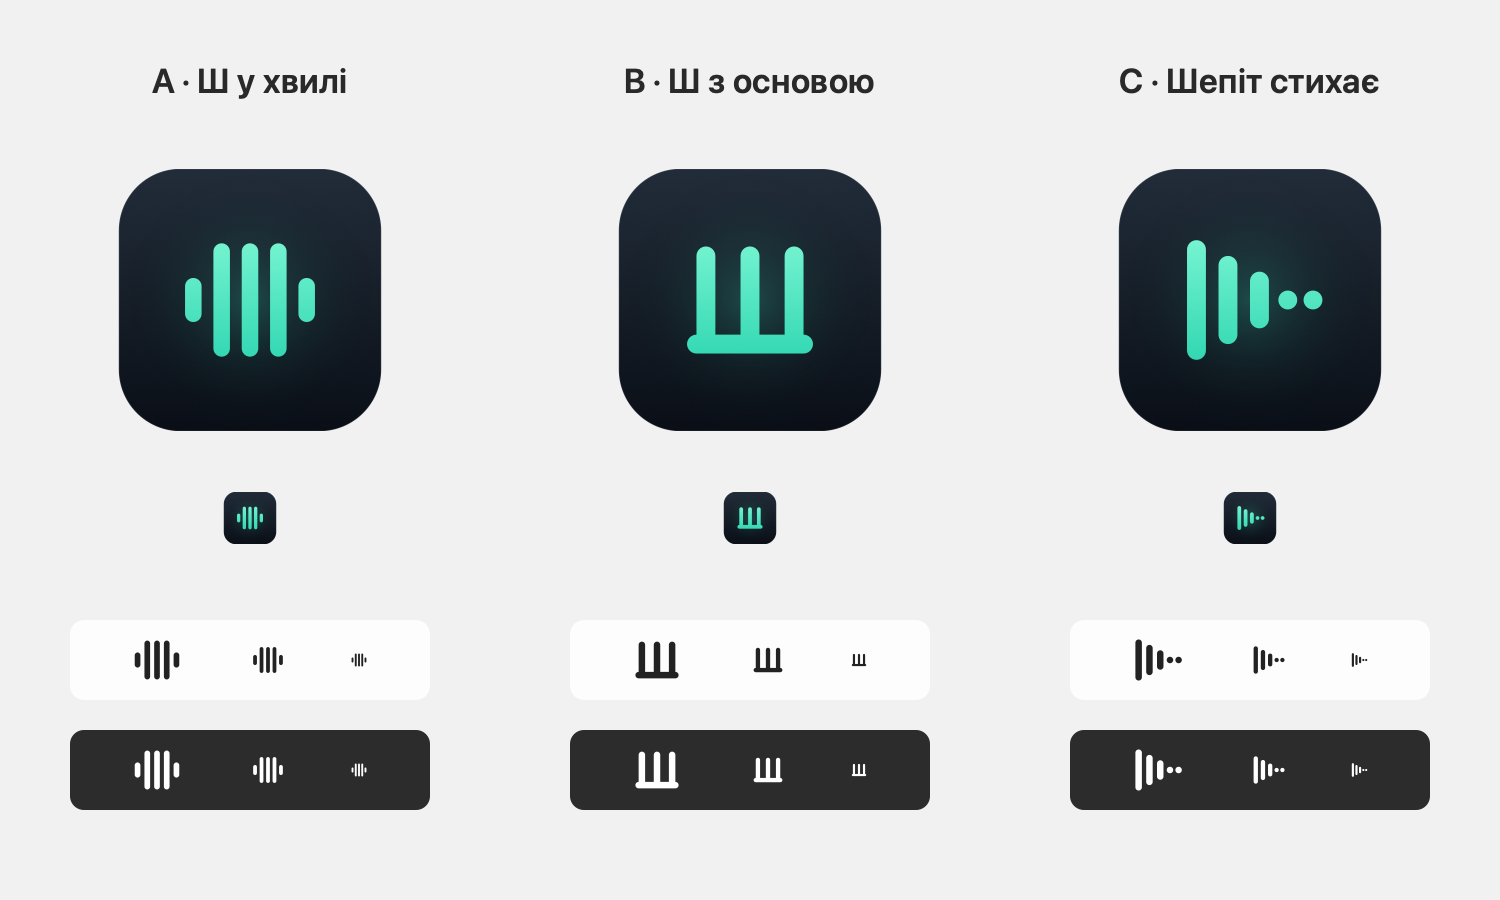 A · Ш у хвилі
B · Ш з основою
C · Шепіт стихає